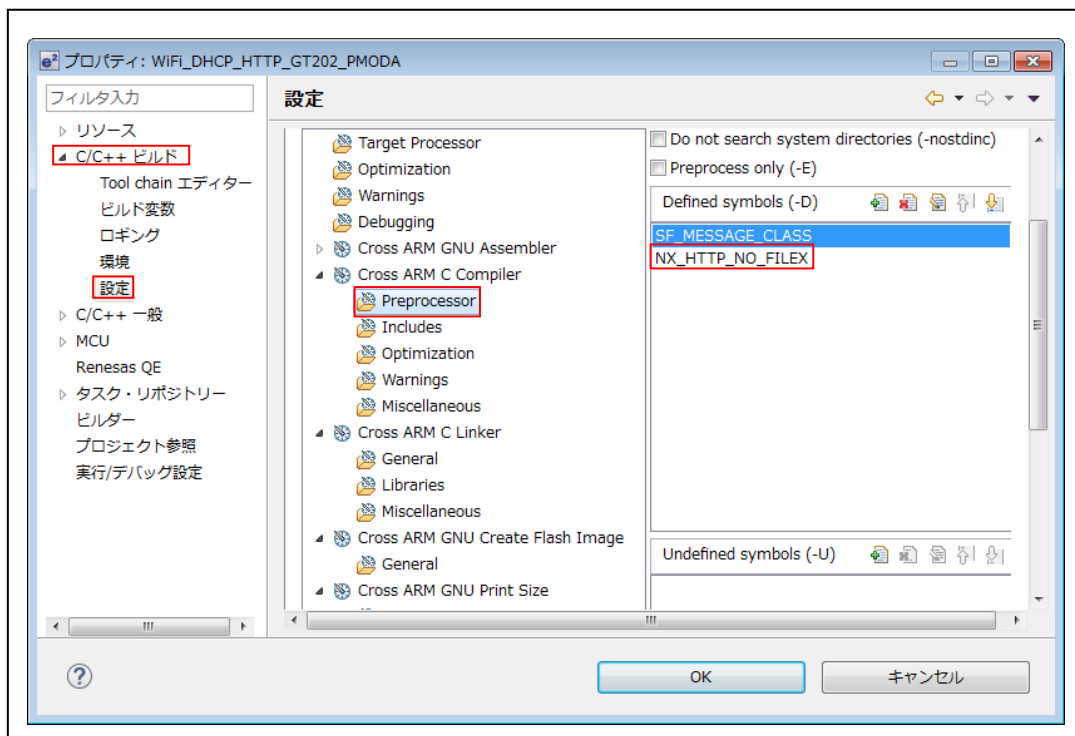 プロパティ: WiFi_DHCP_HTTP_GT202_PMODA
フィルタ入力
リソース
C/C++ ビルド
Tool chain エディター
ビルド変数
ロギング
環境
設定
C/C++ 一般
MCU
Renesas QE
タスク・リポジトリー
ビルダー
プロジェクト参照
実行/デバッグ設定
設定
Target Processor
Optimization
Warnings
Debugging
Cross ARM GNU Assembler
Cross ARM C Compiler
Preprocessor
Includes
Optimization
Warnings
Miscellaneous
Cross ARM C Linker
General
Libraries
Miscellaneous
Cross ARM GNU Create Flash Image
General
Cross ARM GNU Print Size
Do not search system directories (-nostdinc)
Preprocess only (-E)
Defined symbols (-D)
SF_MESSAGE_CLASS
NX_HTTP_NO_FILEX
Undefined symbols (-U)
OK
キャンセル